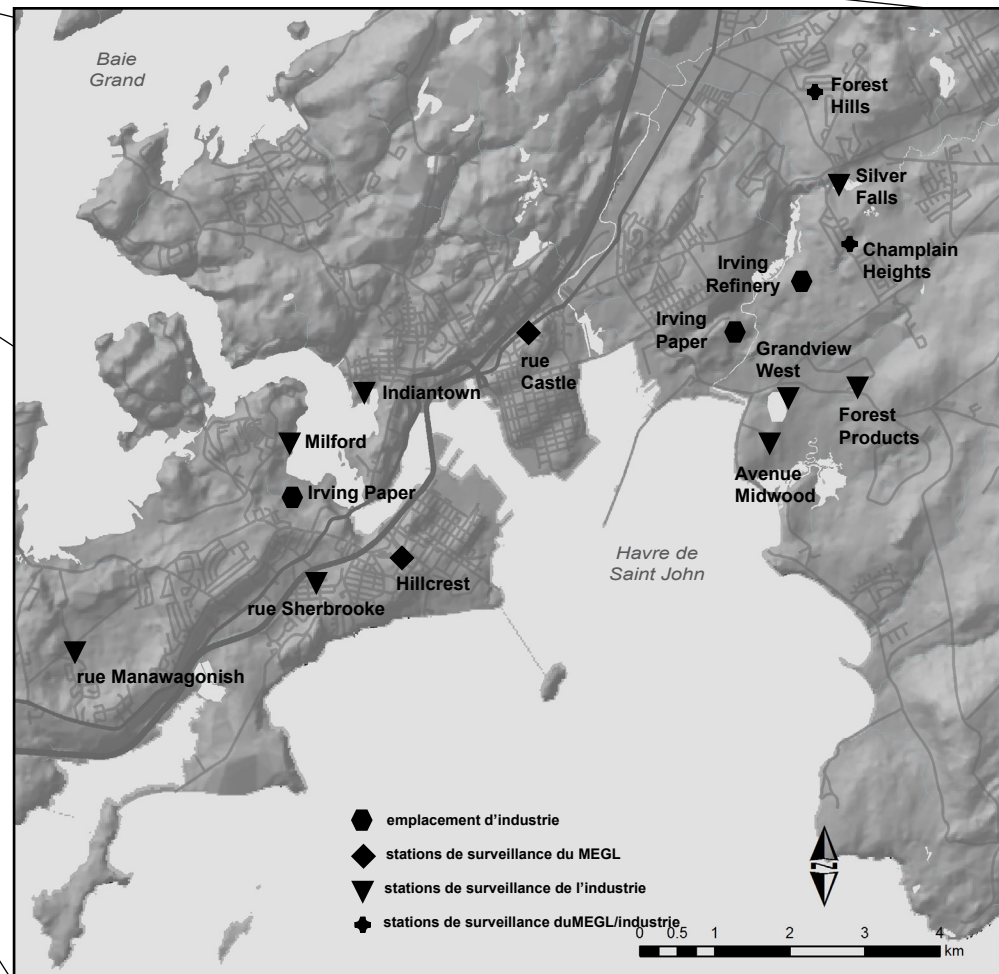 Baie
Grand
Forest
Hills
Silver
Falls
Champlain
Heights
Irving
Refinery
Irving
Paper
Grandview
West
rue
Castle
Indiantown
Forest
Products
Milford
Avenue
Midwood
Irving Paper
Havre de
Saint John
Hillcrest
rue Sherbrooke
rue Manawagonish
emplacement d'industrie
stations de surveillance du MEGL
stations de surveillance de l'industrie
stations de surveillance duMEGL/industrie
N
0 0.5 1 2 3 4
km